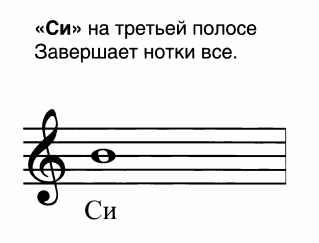 «Си» на третьей полосе
Завершает нотки все.
Си